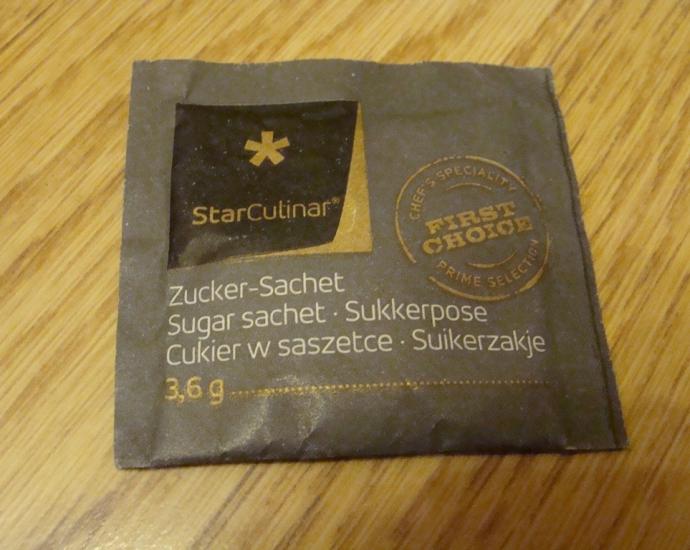 StarCulinar®
CHEF'S SPECIALITY
FIRST
CHOICE
PRIME SELECTION
Zucker-Sachet
Sugar sachet · Sukkerpose
Cukier w saszetce · Suikerzakje
3,6 g